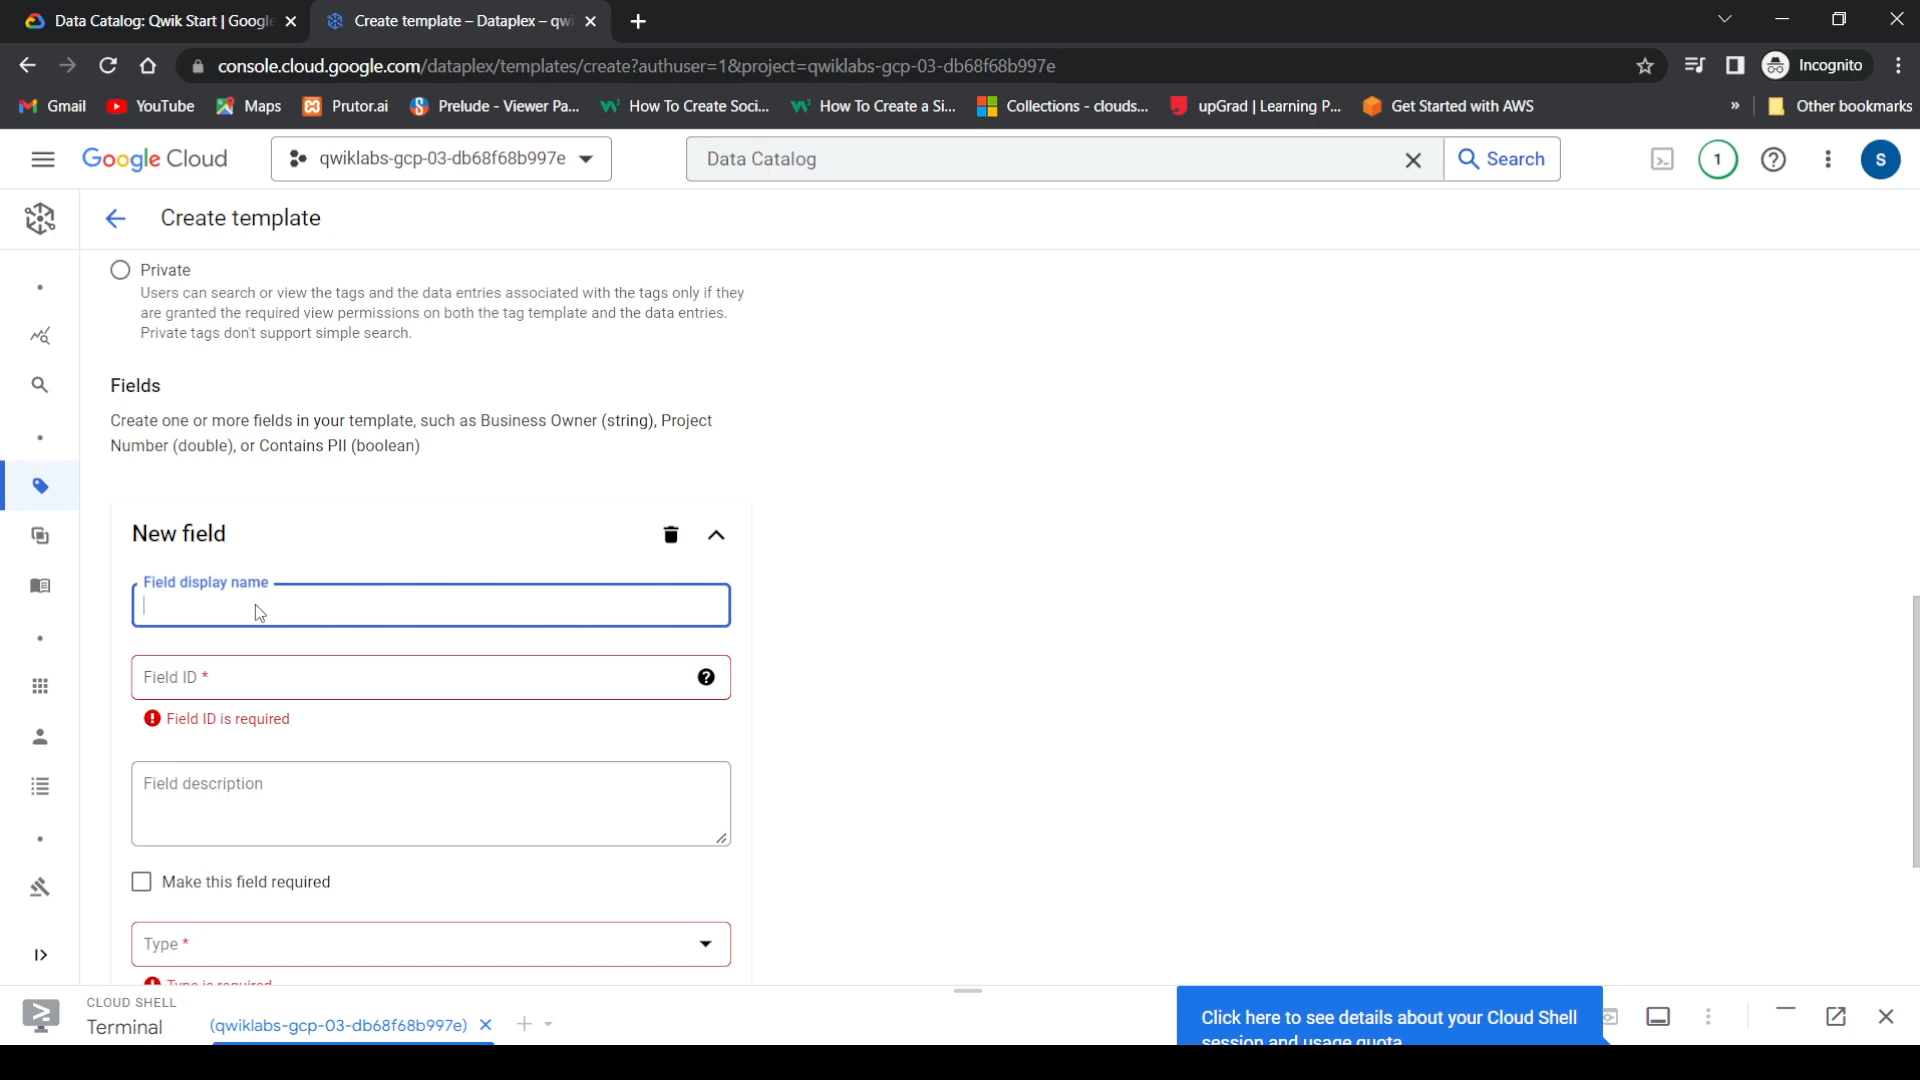 Data Catalog: Qwik Start | Google
Create template – Dataplex – qwi
console.cloud.google.com/dataplex/templates/create?authuser=1&project=qwiklabs-gcp-03-db68f68b997e
Incognito
Gmail
YouTube
Maps
Prutor.ai
Prelude - Viewer Pa...
How To Create Soci...
How To Create a Si...
Collections - clouds...
upGrad | Learning P...
Get Started with AWS
»
Other bookmarks
Google Cloud
qwiklabs-gcp-03-db68f68b997e
Data Catalog
Search
1
S
Create template
Private
Users can search or view the tags and the data entries associated with the tags only if they
are granted the required view permissions on both the tag template and the data entries.
Private tags don't support simple search.
Fields
Create one or more fields in your template, such as Business Owner (string), Project
Number (double), or Contains PII (boolean)
New field
Field display name
Field ID *
Field ID is required
Field description
Make this field required
Type *
Type is required
CLOUD SHELL
Terminal
(qwiklabs-gcp-03-db68f68b997e)
Click here to see details about your Cloud Shell
session and usage quota